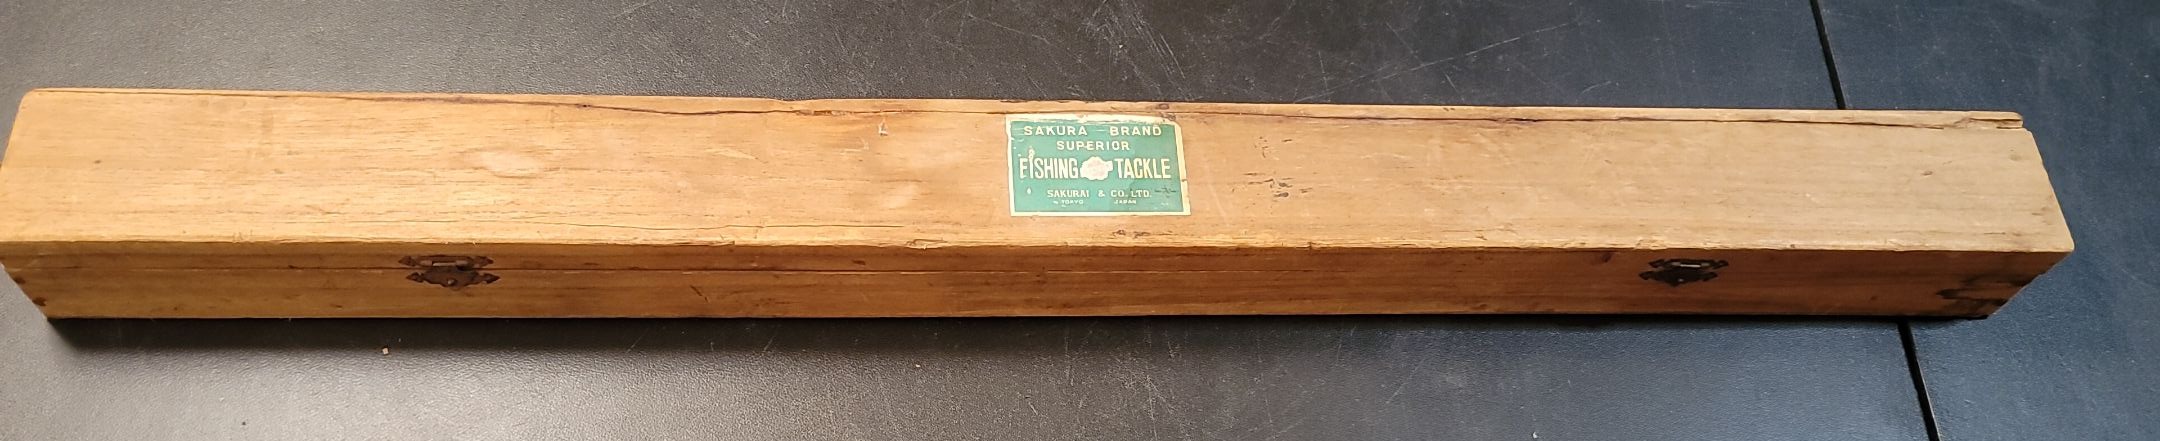 SAKURA BRAND
SUPERIOR
FISHING TACKLE
SAKURAI & CO. LTD.
TOKYO JAPAN